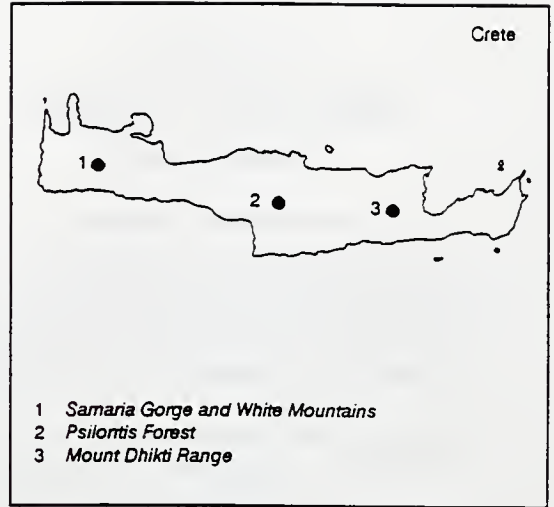 Crete
1
2
3
1 Samaria Gorge and White Mountains
2 Psilontis Forest
3 Mount Dhikti Range